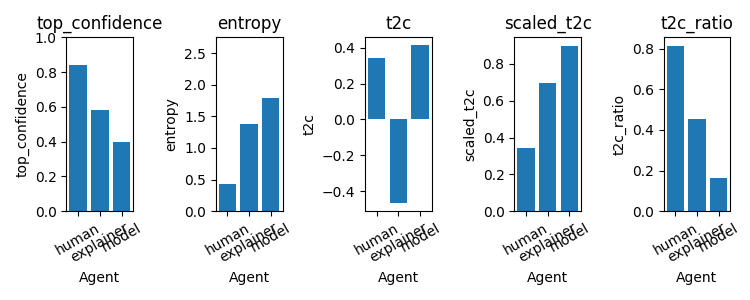 top_confidence
1.0
0.8
0.6
0.4
0.2
0.0
top_confidence
human
explainer
model
Agent
entropy
2.5
2.0
1.5
1.0
0.5
0.0
entropy
human
explainer
model
Agent
t2c
0.4
0.2
0.0
−0.2
−0.4
t2c
human
explainer
model
Agent
scaled_t2c
0.8
0.6
0.4
0.2
0.0
scaled_t2c
human
explainer
model
Agent
t2c_ratio
0.8
0.6
0.4
0.2
0.0
t2c_ratio
human
explainer
model
Agent